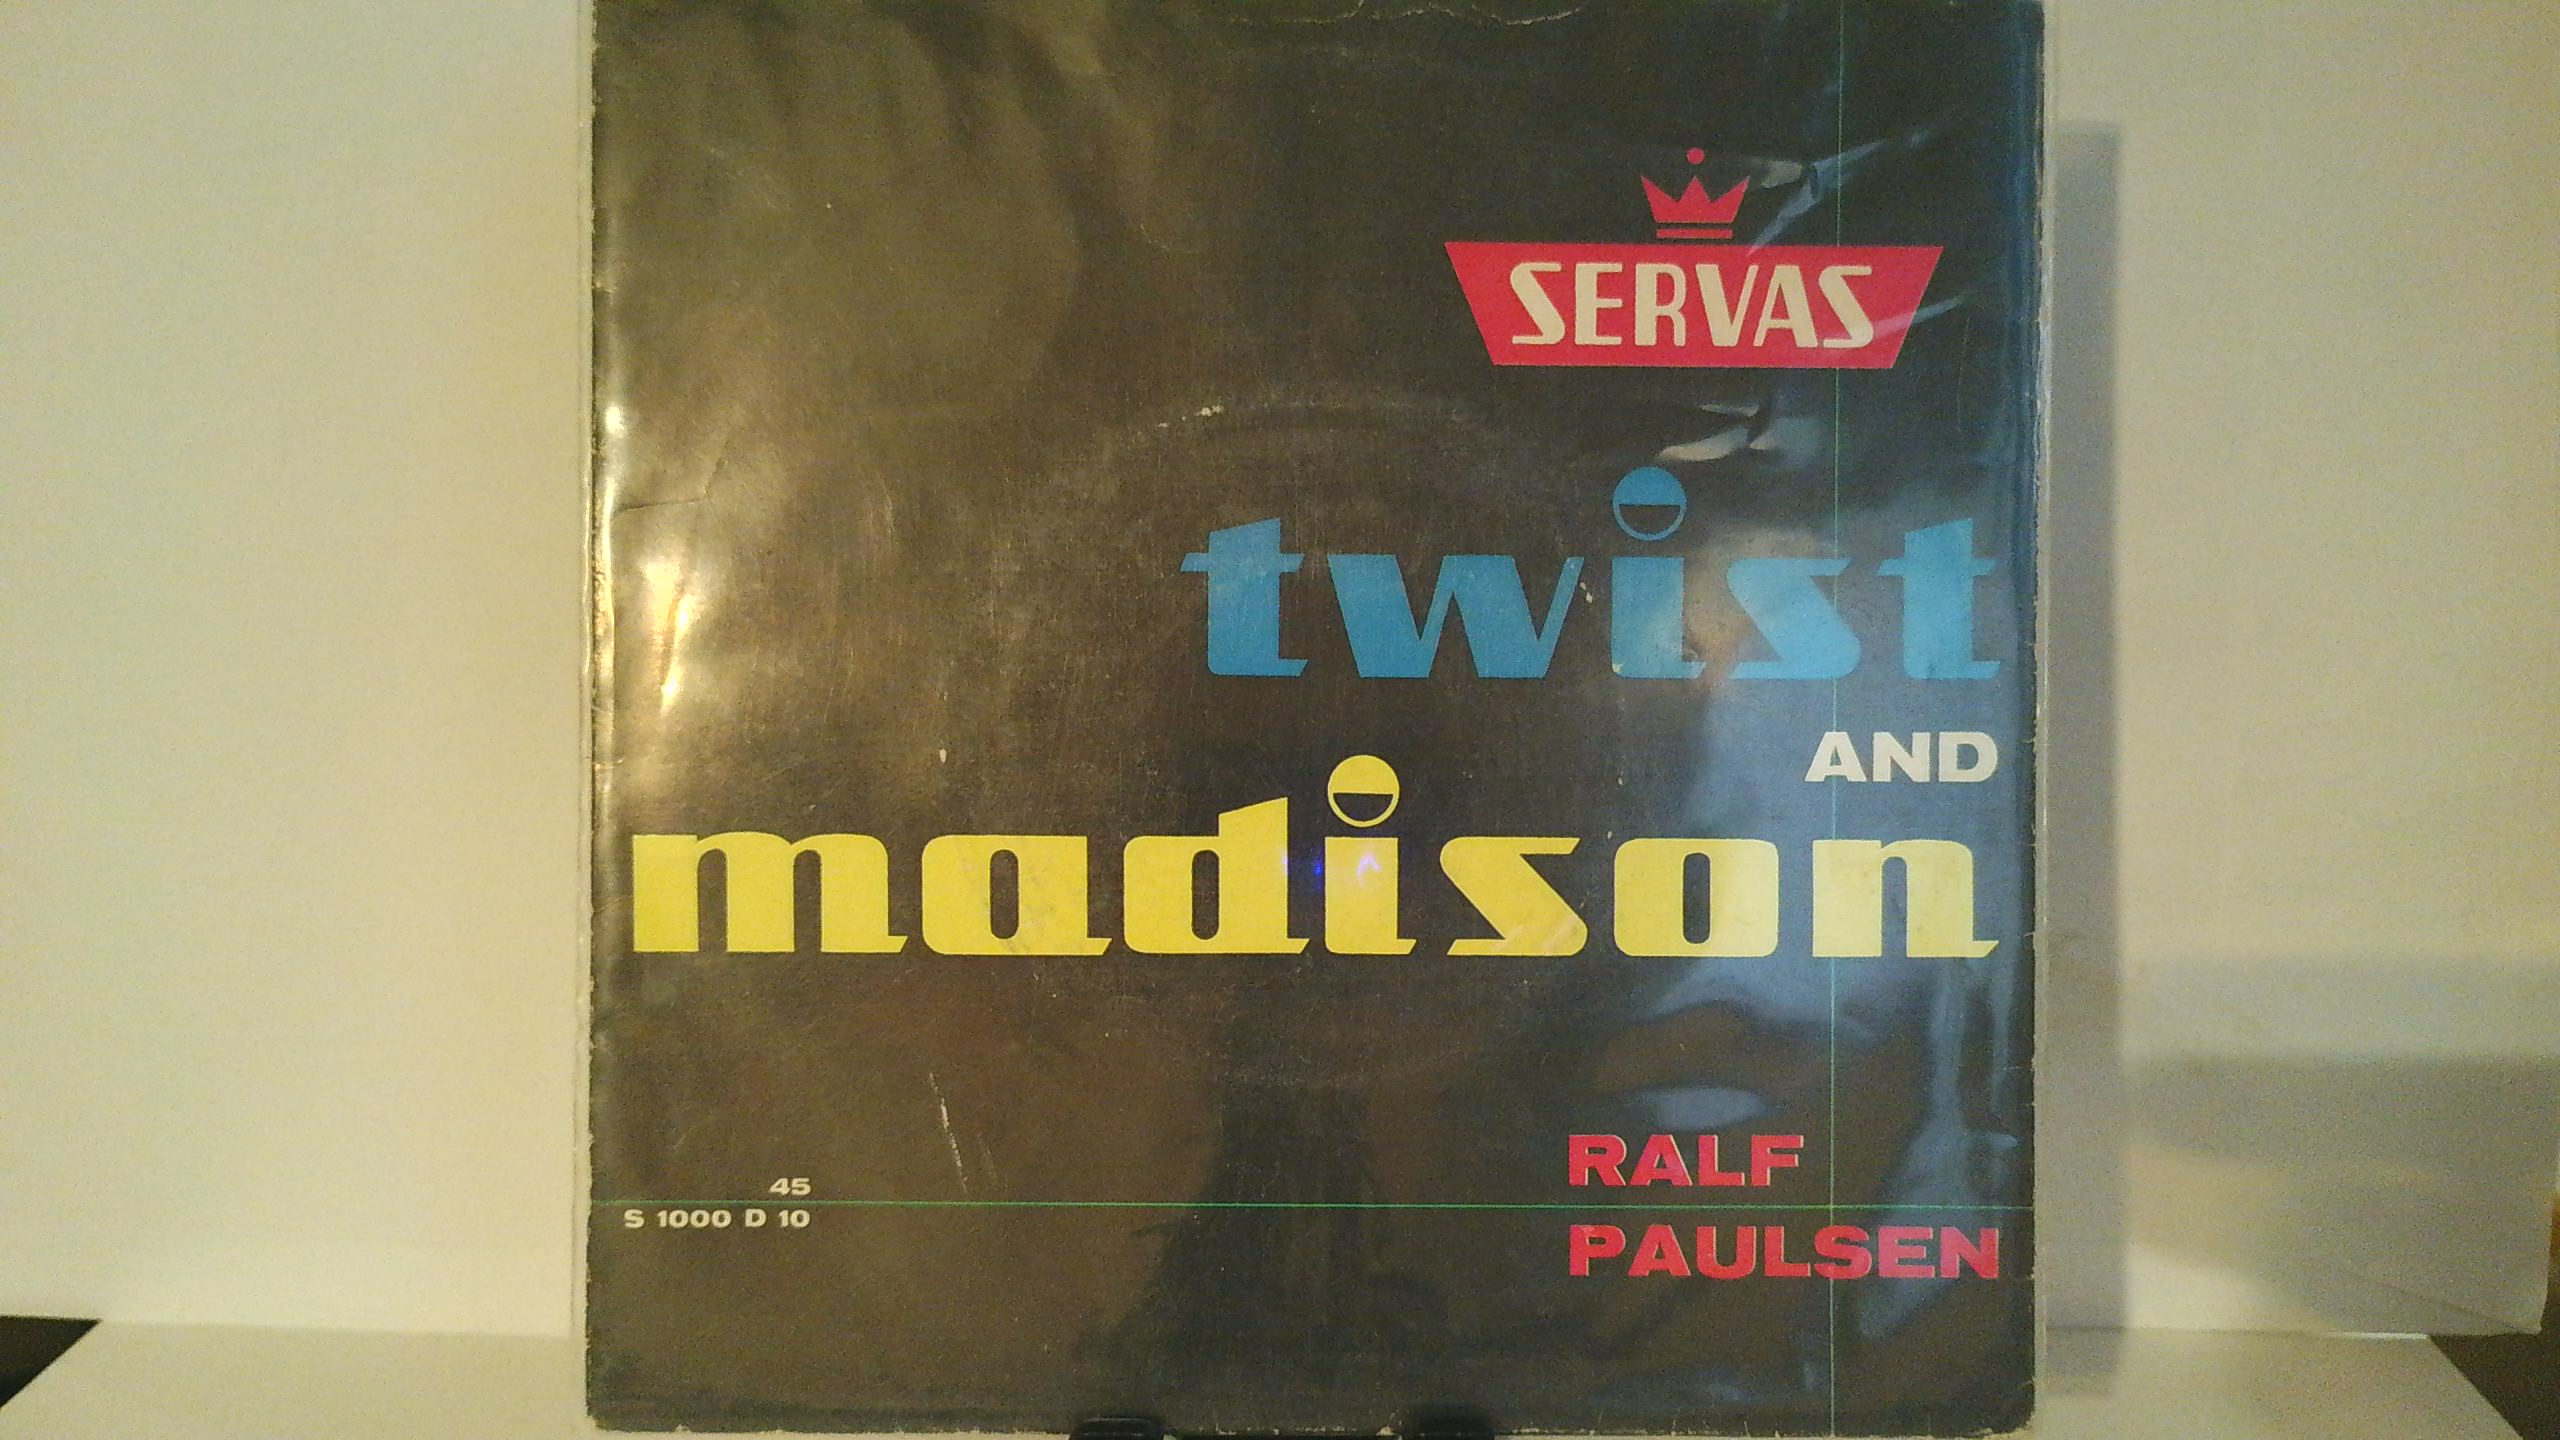 SERVAS
twist
AND
madison
RALF
PAULSEN
45
S 1000 D 10